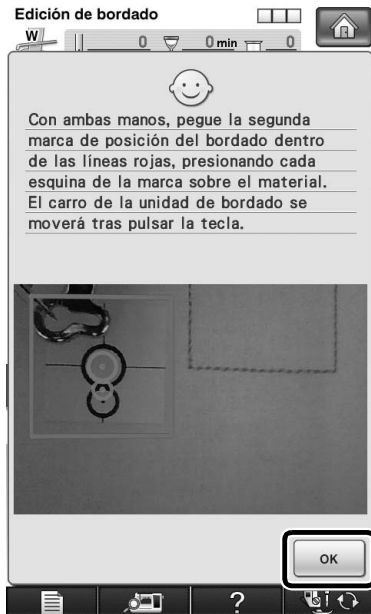 Edición de bordado
W
0 0 min 0
Con ambas manos, pegue la segunda
marca de posición del bordado dentro
de las líneas rojas, presionando cada
esquina de la marca sobre el material.
El carro de la unidad de bordado se
moverá tras pulsar la tecla.
OK
?